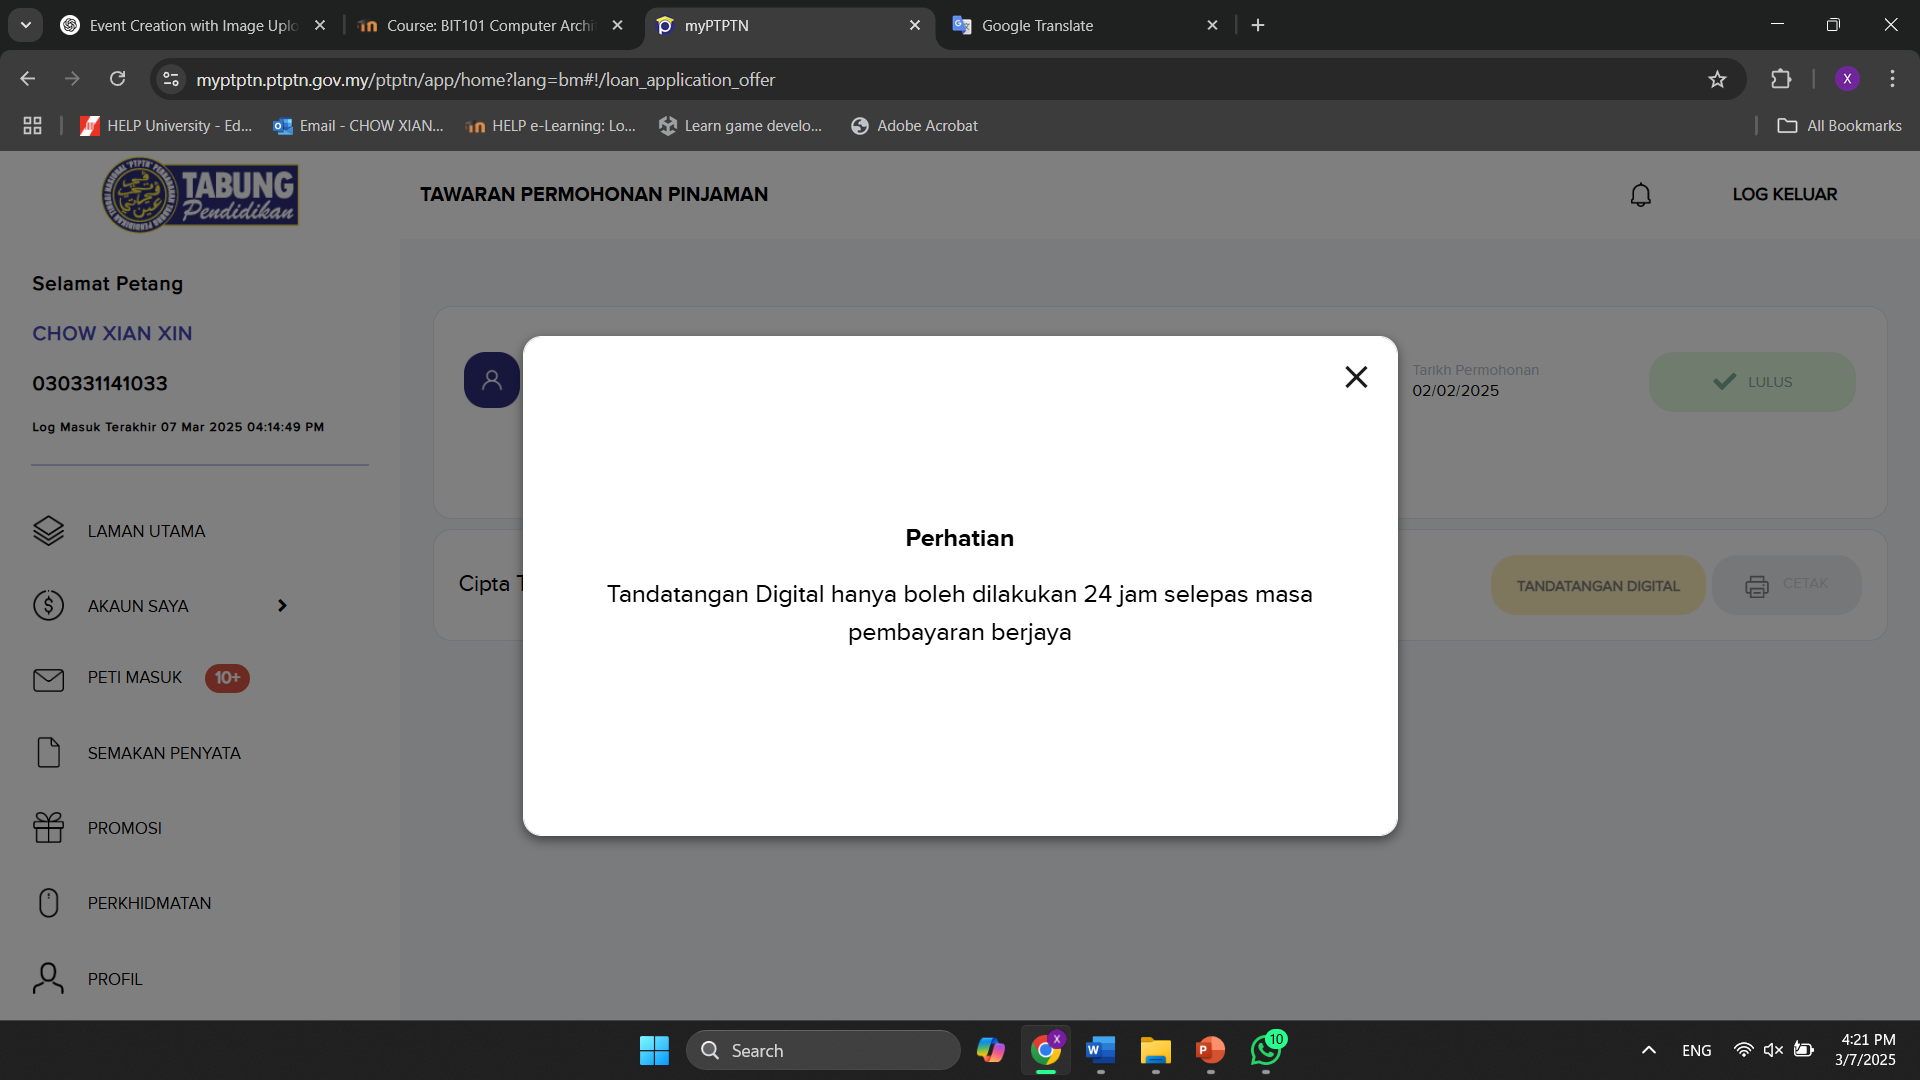 Event Creation with Image Uplo
Course: BIT101 Computer Archi
myPTPTN
Google Translate
myptptn.ptptn.gov.my/ptptn/app/home?lang=bm#!/loan_application_offer
X
HELP University - Ed...
Email - CHOW XIAN...
HELP e-Learning: Lo...
Learn game develo...
Adobe Acrobat
All Bookmarks
TABUNG
Pendidikan
TAWARAN PERMOHONAN PINJAMAN
LOG KELUAR
Selamat Petang
CHOW XIAN XIN
030331141033
Log Masuk Terakhir 07 Mar 2025 04:14:49 PM
LAMAN UTAMA
AKAUN SAYA
PETI MASUK 10+
SEMAKAN PENYATA
PROMOSI
PERKHIDMATAN
PROFIL
Tarikh Permohonan
02/02/2025
LULUS
Cipta T
TANDATANGAN DIGITAL
CETAK
Perhatian
Tandatangan Digital hanya boleh dilakukan 24 jam selepas masa
pembayaran berjaya
Search
X
10
ENG
4:21 PM
3/7/2025